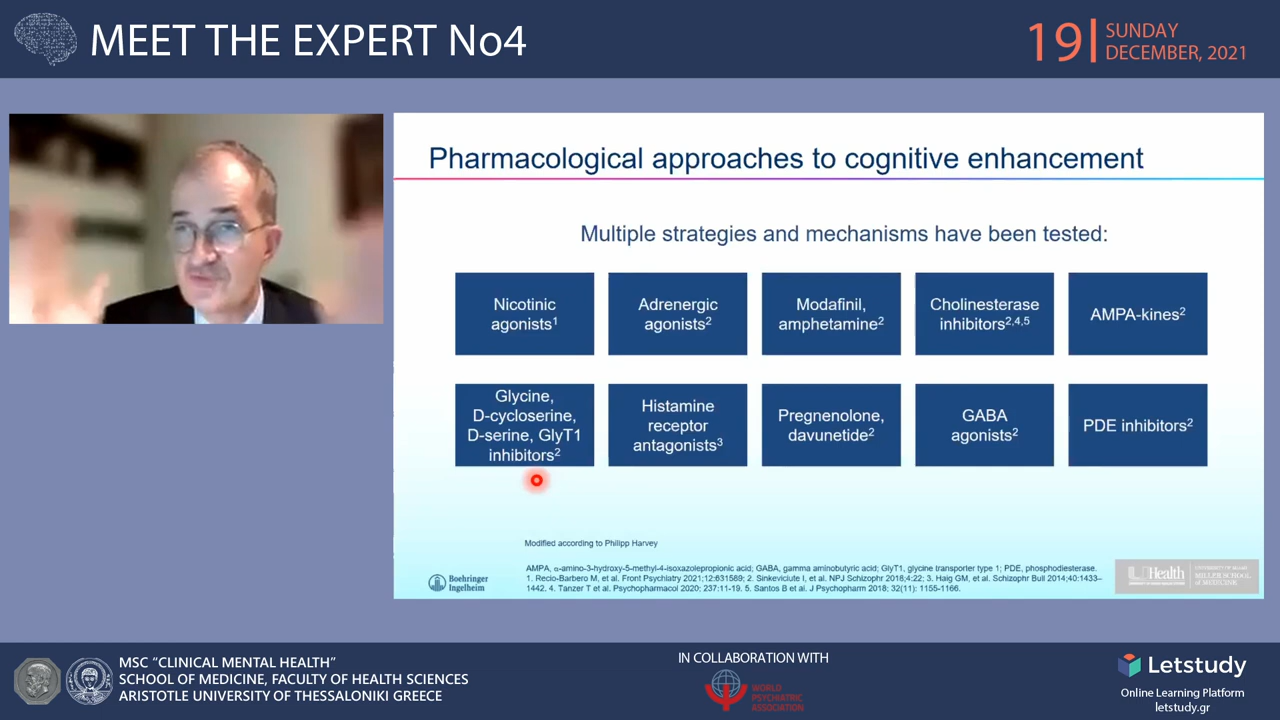 MEET THE EXPERT No4
19
SUNDAY
DECEMBER, 2021
Pharmacological approaches to cognitive enhancement
Multiple strategies and mechanisms have been tested:
Nicotinic
agonists1
Adrenergic
agonists2
Modafinil,
amphetamine2
Cholinesterase
inhibitors2,4,5
AMPA-kines2
Glycine,
D-cycloserine,
D-serine, GlyT1
inhibitors2
Histamine
receptor
antagonists3
Pregnenolone,
davunetide2
GABA
agonists2
PDE inhibitors2
Modified according to Philipp Harvey
AMPA, α-amino-3-hydroxy-5-methyl-4-isoxazolepropionic acid; GABA, gamma aminobutyric acid; GlyT1, glycine transporter type 1; PDE, phosphodiesterase.
1. Recio-Barbero M, et al. Front Psychiatry 2021;12:631589; 2. Sinkeviciute I, et al. NPJ Schizophr 2018;4:22; 3. Haig GM, et al. Schizophr Bull 2014;40:1433–
1442. 4. Tanzer T et al. Psychopharmacol 2020; 237:11-19. 5. Santos B et al. J Psychopharm 2018; 32(11): 1155-1166.
Boehringer
Ingelheim
UHealth
UNIVERSITY OF MIAMI
MILLER SCHOOL
of MEDICINE
MSC “CLINICAL MENTAL HEALTH”
SCHOOL OF MEDICINE, FACULTY OF HEALTH SCIENCES
ARISTOTLE UNIVERSITY OF THESSALONIKI GREECE
IN COLLABORATION WITH
WORLD
PSYCHIATRIC
ASSOCIATION
Letstudy
Online Learning Platform
letstudy.gr